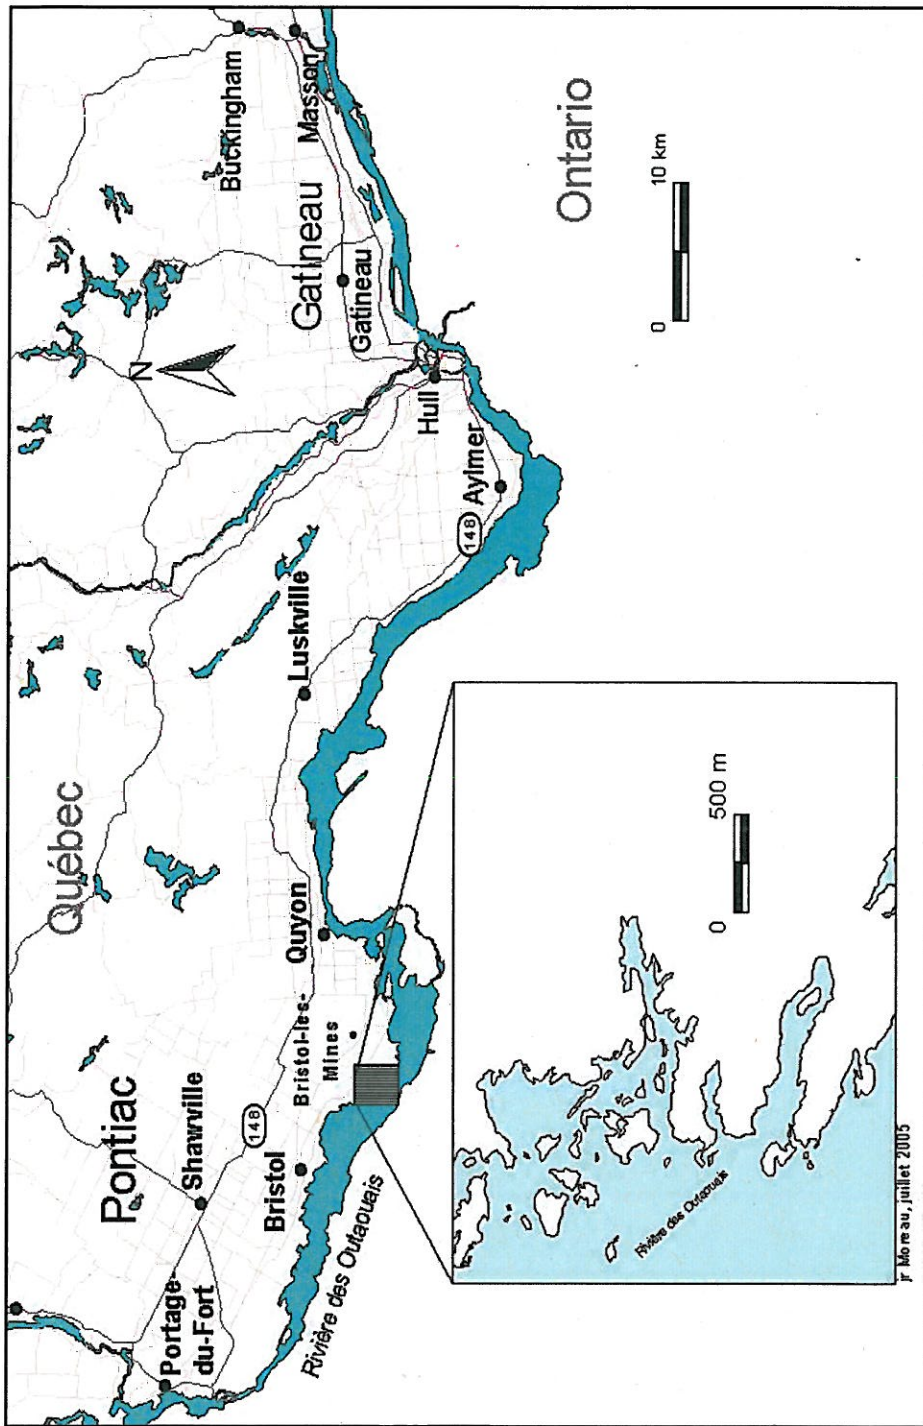 Québec
Pontiac
Shawville
Portage-
du-Fort
148
Bristol
Bristol-les-
Mines
Quyon
Luskville
148
Aylmer
Hull
N
Gatineau
Gatineau
Buckingham
Masson
Ontario
Rivière des Outaouais
0 10 km
0 500 m
Rivière des Outaouais
jr Moreau, juillet 2005